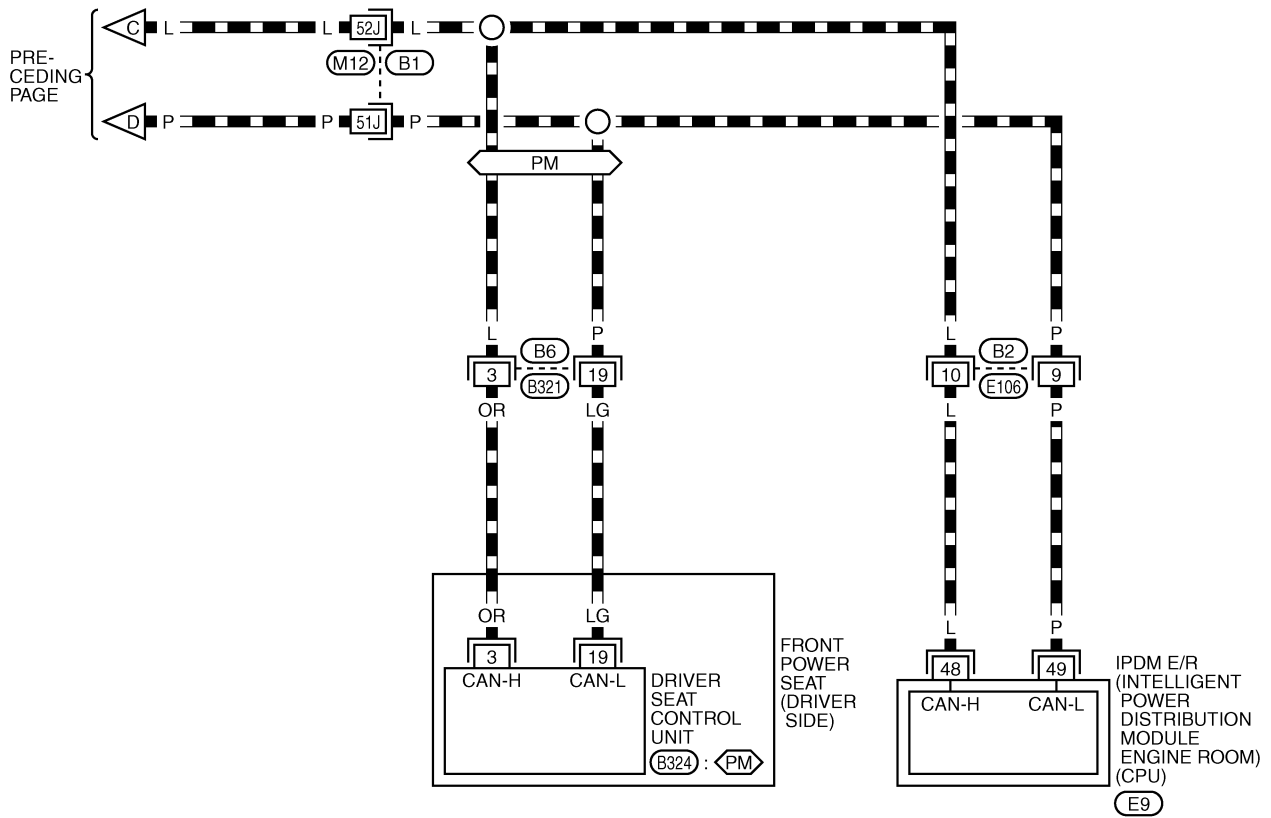 C L L 52J L
M12 B1
PRE-
CEDING
PAGE
D P P 51J P
PM
L P L P
B6 B2
3 19 10 9
B321 E106
OR LG L P
OR LG L P
3 19 48 49
CAN-H CAN-L
DRIVER
SEAT
CONTROL
UNIT
B324 : PM
FRONT
POWER
SEAT
(DRIVER
SIDE)
CAN-H CAN-L
IPDM E/R
(INTELLIGENT
POWER
DISTRIBUTION
MODULE
ENGINE ROOM)
(CPU)
E9